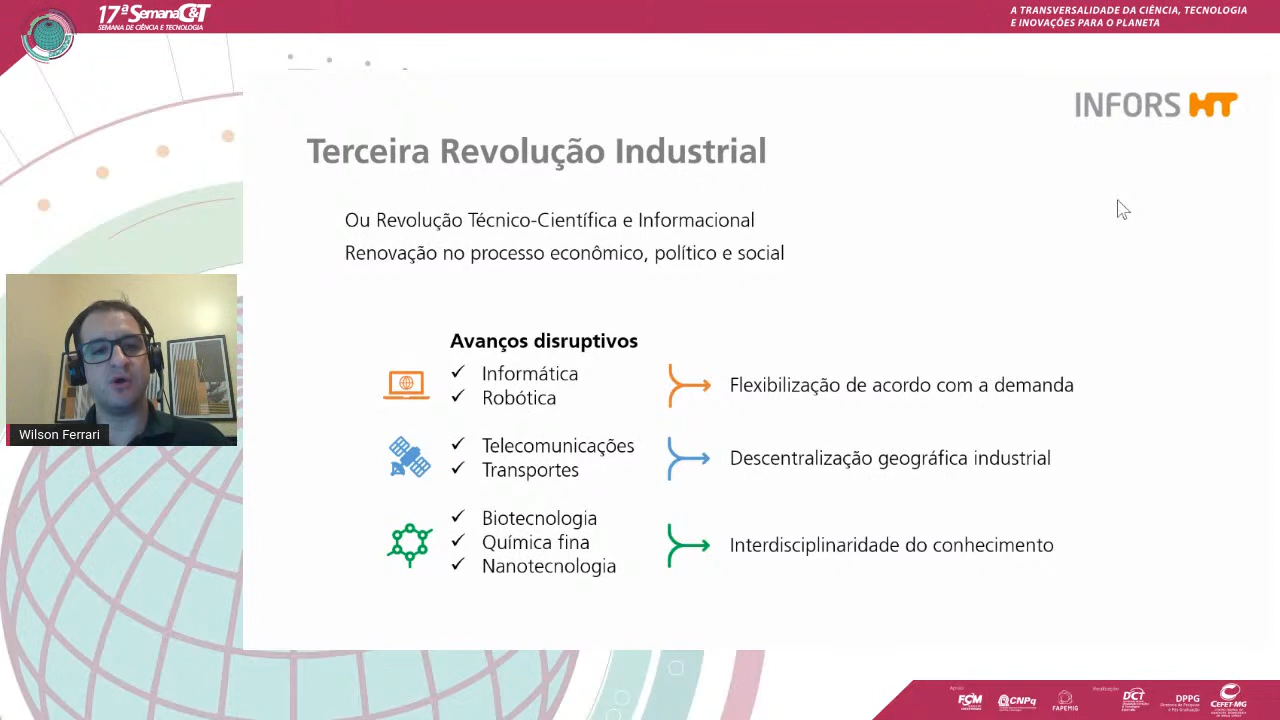 17ª Semana C&T
SEMANA DE CIÊNCIA E TECNOLOGIA
A TRANSVERSALIDADE DA CIÊNCIA, TECNOLOGIA
E INOVAÇÕES PARA O PLANETA
INFORS HT
Terceira Revolução Industrial
Ou Revolução Técnico-Científica e Informacional
Renovação no processo econômico, político e social
Avanços disruptivos
✓ Informática
✓ Robótica
Flexibilização de acordo com a demanda
✓ Telecomunicações
✓ Transportes
Descentralização geográfica industrial
✓ Biotecnologia
✓ Química fina
✓ Nanotecnologia
Interdisciplinaridade do conhecimento
Wilson Ferrari
Apoio
Realização
FCM
CNPq
FAPEMIG
DCT
DPPG
CEFET-MG